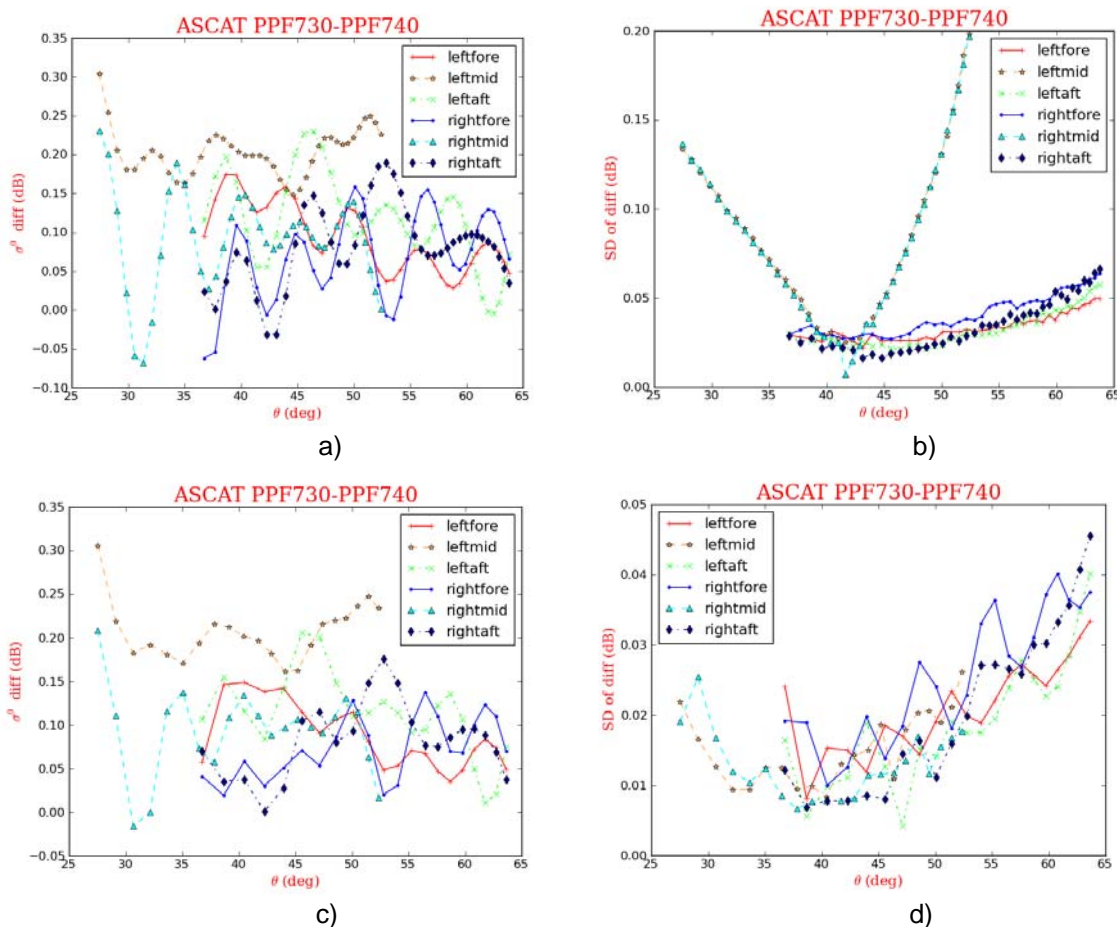 ASCAT PPF730-PPF740
0.35
0.30
0.25
0.20
0.15
0.10
0.05
0.00
−0.05
−0.10
σ⁰ diff (dB)
25 30 35 40 45 50 55 60 65
θ (deg)
leftfore
leftmid
leftaft
rightfore
rightmid
rightaft
a)
ASCAT PPF730-PPF740
0.20
0.15
0.10
0.05
0.00
SD of diff (dB)
25 30 35 40 45 50 55 60 65
θ (deg)
leftfore
leftmid
leftaft
rightfore
rightmid
rightaft
b)
ASCAT PPF730-PPF740
0.35
0.30
0.25
0.20
0.15
0.10
0.05
0.00
−0.05
σ⁰ diff (dB)
25 30 35 40 45 50 55 60 65
θ (deg)
leftfore
leftmid
leftaft
rightfore
rightmid
rightaft
c)
ASCAT PPF730-PPF740
0.05
0.04
0.03
0.02
0.01
0.00
SD of diff (dB)
25 30 35 40 45 50 55 60 65
θ (deg)
leftfore
leftmid
leftaft
rightfore
rightmid
rightaft
d)